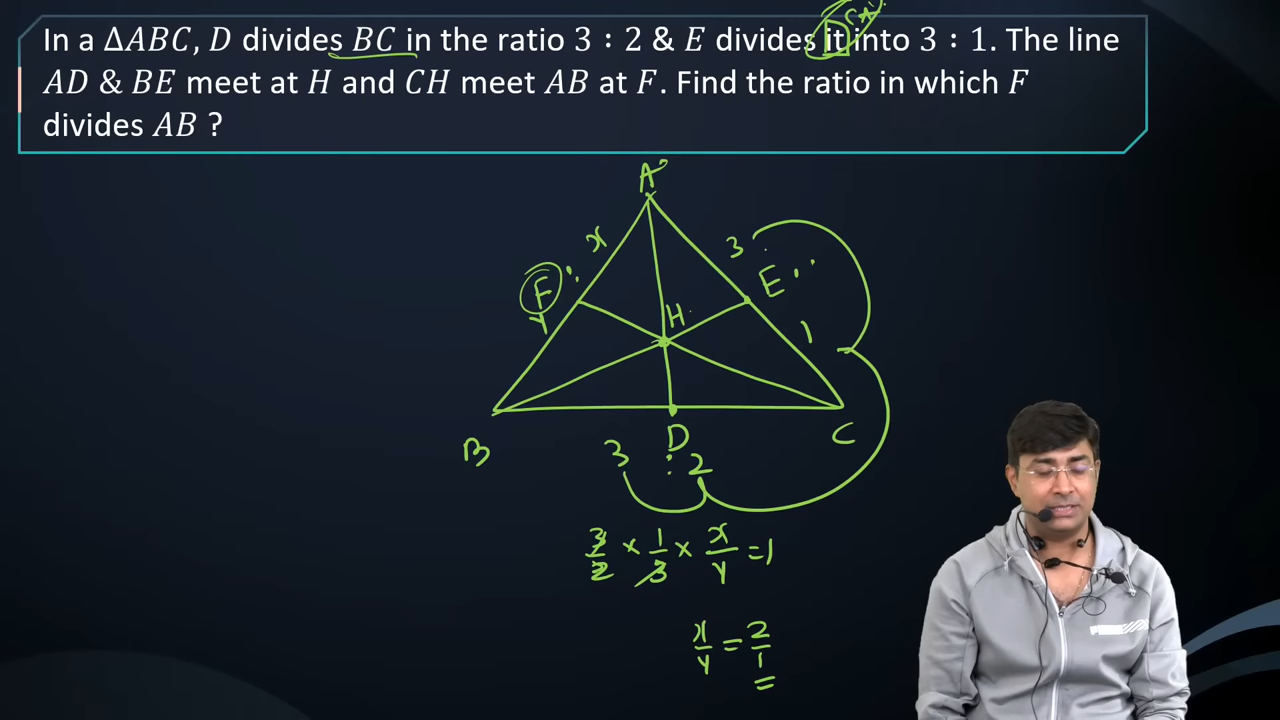 In a ΔABC, D divides BC in the ratio 3 : 2 & E divides it into 3 : 1. The line
AD & BE meet at H and CH meet AB at F. Find the ratio in which F
divides AB ?
A
x
3
F
E
y
H
1
B
D
C
3 : 2
3/2 × 1/3 × x/y = 1
x/y = 2/1